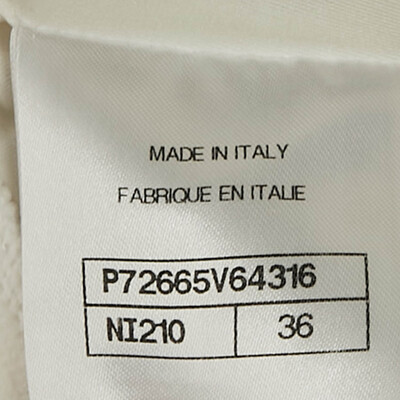 MADE IN ITALY
FABRIQUE EN ITALIE
P72665V64316
NI210 36